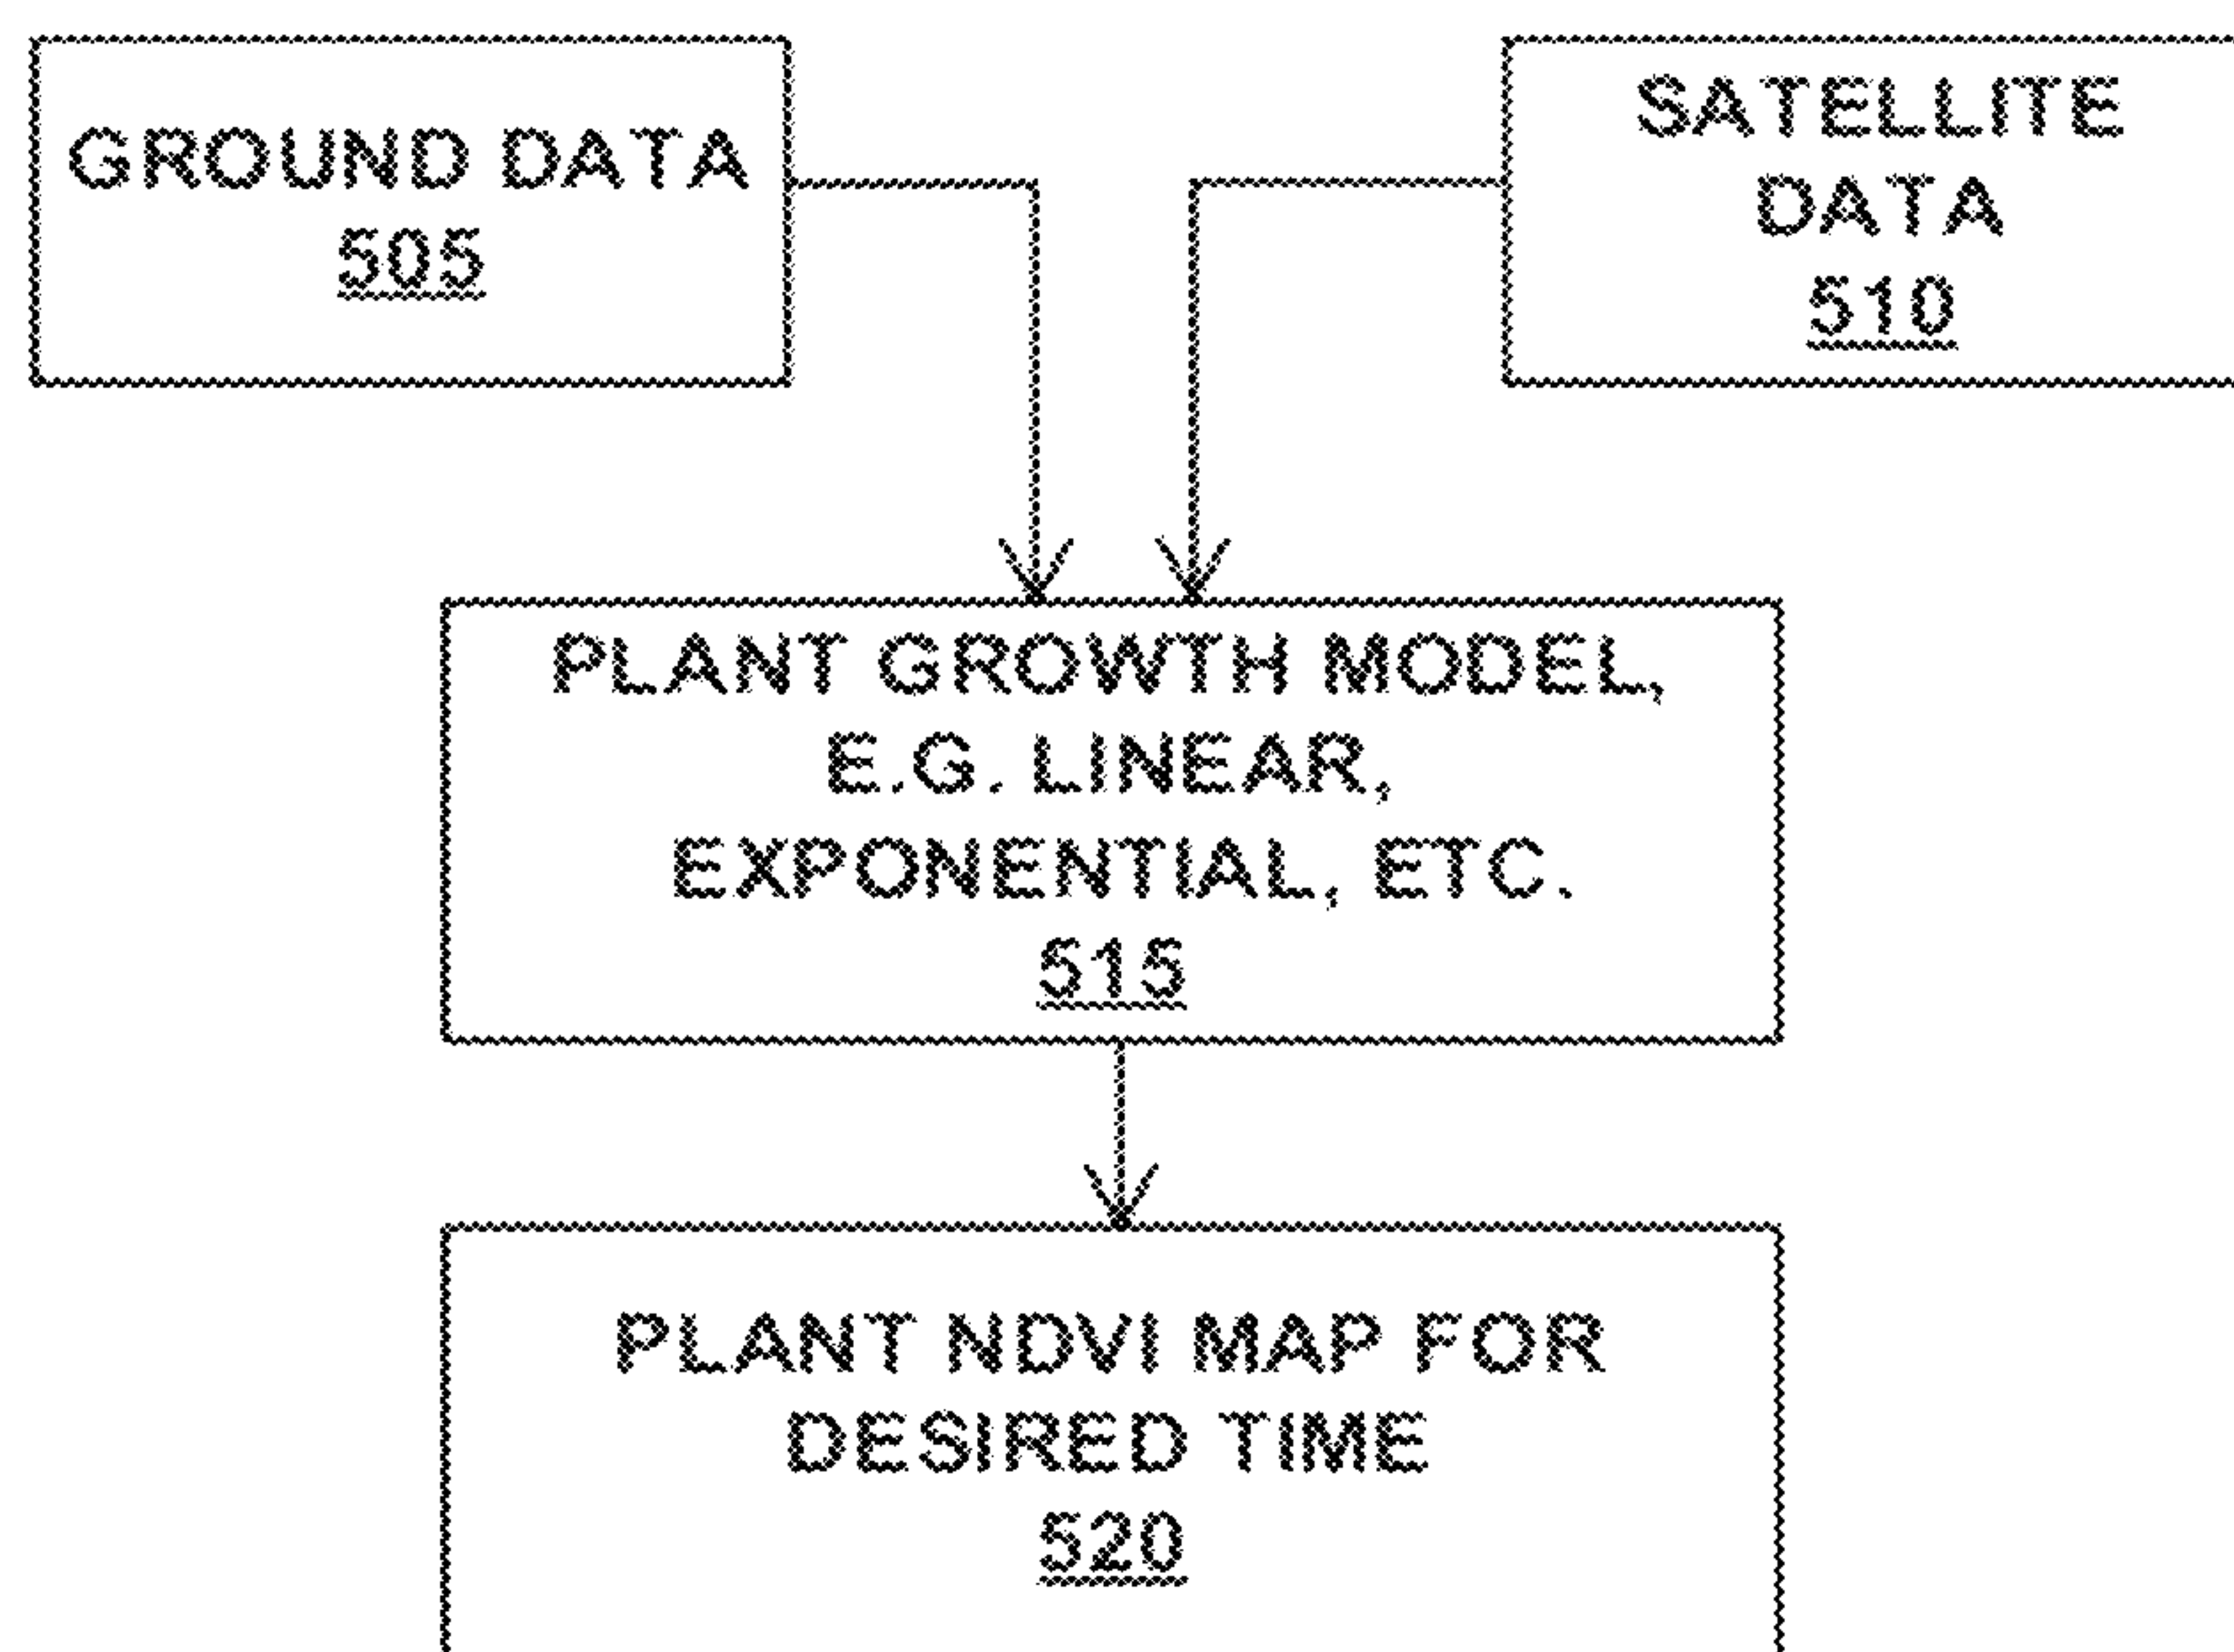 GROUND DATA
505
SATELLITE
DATA
510
PLANT GROWTH MODEL,
E.G. LINEAR,
EXPONENTIAL, ETC.
515
PLANT NDVI MAP FOR
DESIRED TIME
520